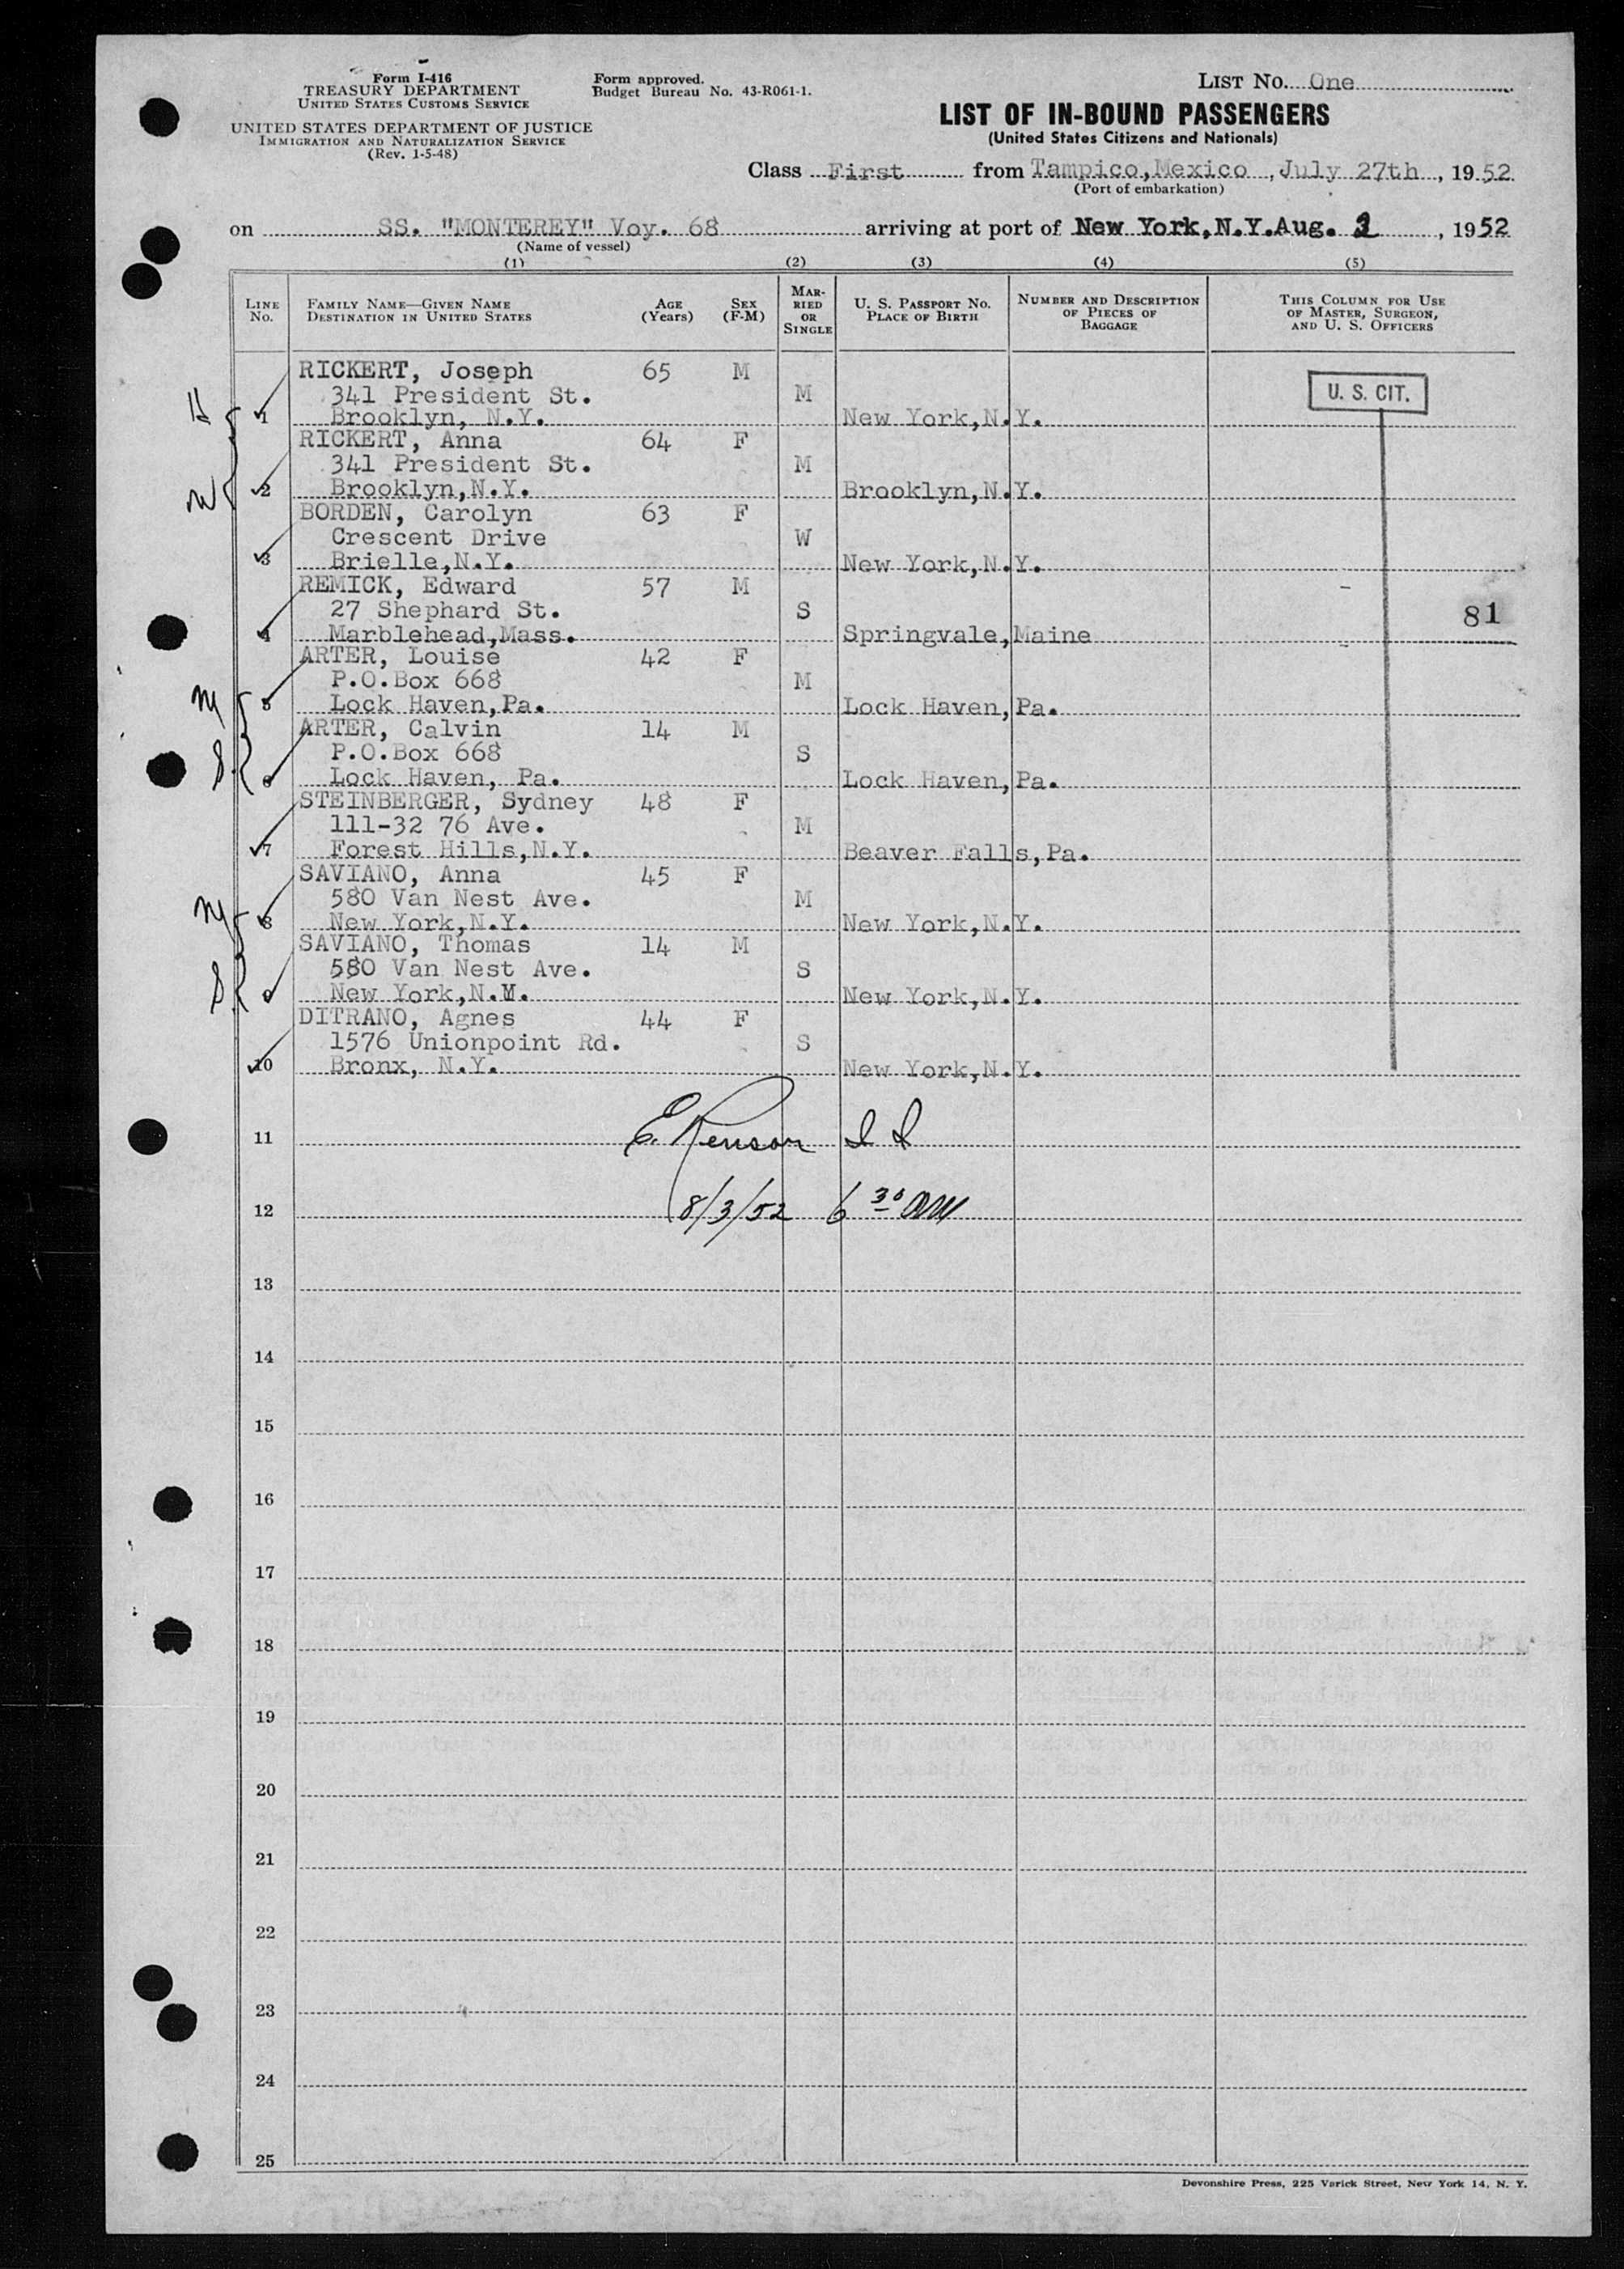 Form I-416
TREASURY DEPARTMENT
UNITED STATES CUSTOMS SERVICE
UNITED STATES DEPARTMENT OF JUSTICE
IMMIGRATION AND NATURALIZATION SERVICE
(Rev. 1-5-48)
Form approved.
Budget Bureau No. 43-R061-1.
LIST NO. One
LIST OF IN-BOUND PASSENGERS
(United States Citizens and Nationals)
Class First from Tampico, Mexico, July 27th, 1952
(Port of embarkation)
on SS. "MONTEREY" Voy. 68 arriving at port of New York, N.Y. Aug. 3, 1952
(Name of vessel)
(1) (2) (3) (4) (5)
LINE NO. FAMILY NAME—GIVEN NAME DESTINATION IN UNITED STATES AGE (Years) SEX (F-M) MARRIED OR SINGLE U. S. PASSPORT NO. PLACE OF BIRTH NUMBER AND DESCRIPTION OF PIECES OF BAGGAGE THIS COLUMN FOR USE OF MASTER, SURGEON, AND U. S. OFFICERS
RICKERT, Joseph 65 M
H 341 President St. M U. S. CIT.
1 Brooklyn, N.Y. New York, N.Y.
RICKERT, Anna 64 F
341 President St. M
W 2 Brooklyn, N.Y. Brooklyn, N.Y.
BORDEN, Carolyn 63 F
Crescent Drive W
3 Brielle, N.Y. New York, N.Y.
REMICK, Edward 57 M
27 Shephard St. S 81
4 Marblehead, Mass. Springvale, Maine
ARTER, Louise 42 F
P.O. Box 668 M
M 5 Lock Haven, Pa. Lock Haven, Pa.
ARTER, Calvin 14 M
P.O. Box 668 S
S. 6 Lock Haven, Pa. Lock Haven, Pa.
STEINBERGER, Sydney 48 F
111-32 76 Ave. M
7 Forest Hills, N.Y. Beaver Falls, Pa.
SAVIANO, Anna 45 F
580 Van Nest Ave. M
M 8 New York, N.Y. New York, N.Y.
SAVIANO, Thomas 14 M
580 Van Nest Ave. S
S. 9 New York, N.M. New York, N.Y.
DITRANO, Agnes 44 F
1576 Unionpoint Rd. S
10 Bronx, N.Y. New York, N.Y.
11 E. Kenson I I
12 8/3/52 6 30 AM
13
14
15
16
17
18
19
20
21
22
23
24
25
Devonshire Press, 225 Varick Street, New York 14, N. Y.